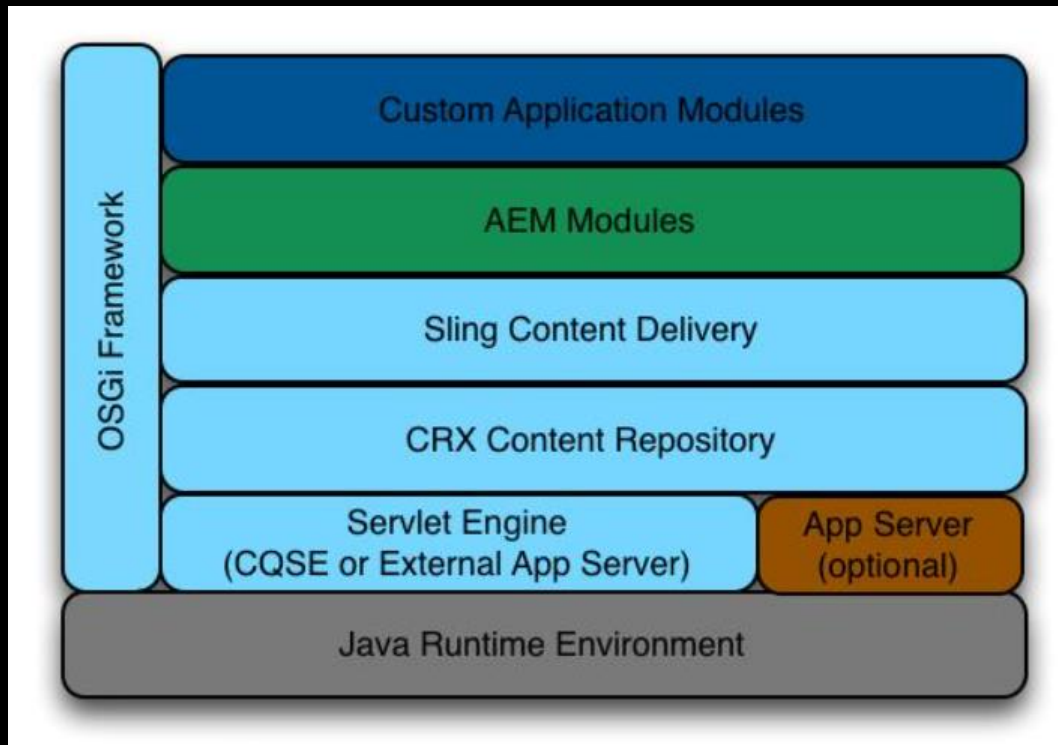 OSGi Framework
Custom Application Modules
AEM Modules
Sling Content Delivery
CRX Content Repository
Servlet Engine
(CQSE or External App Server)
App Server
(optional)
Java Runtime Environment